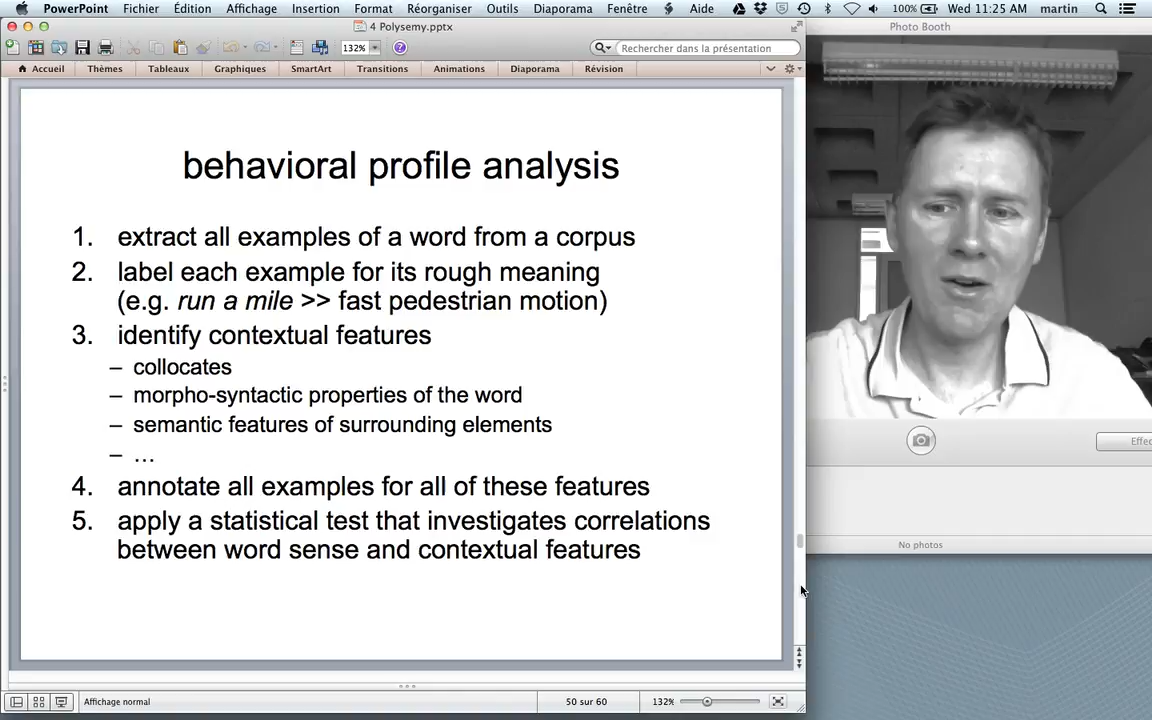 PowerPoint Fichier Édition Affichage Insertion Format Réorganiser Outils Diaporama Fenêtre Aide 100% Wed 11:25 AM martin
4 Polysemy.pptx
Photo Booth
132%
Rechercher dans la présentation
Accueil Thèmes Tableaux Graphiques SmartArt Transitions Animations Diaporama Révision
behavioral profile analysis
1. extract all examples of a word from a corpus
2. label each example for its rough meaning
(e.g. run a mile >> fast pedestrian motion)
3. identify contextual features
– collocates
– morpho-syntactic properties of the word
– semantic features of surrounding elements
– …
4. annotate all examples for all of these features
5. apply a statistical test that investigates correlations
between word sense and contextual features
Effec
No photos
Affichage normal 50 sur 60 132%